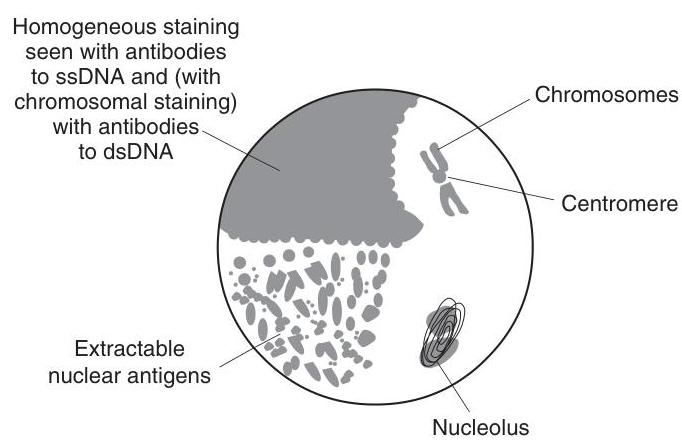 Homogeneous staining
seen with antibodies
to ssDNA and (with
chromosomal staining)
with antibodies
to dsDNA
Chromosomes
Centromere
Extractable
nuclear antigens
Nucleolus